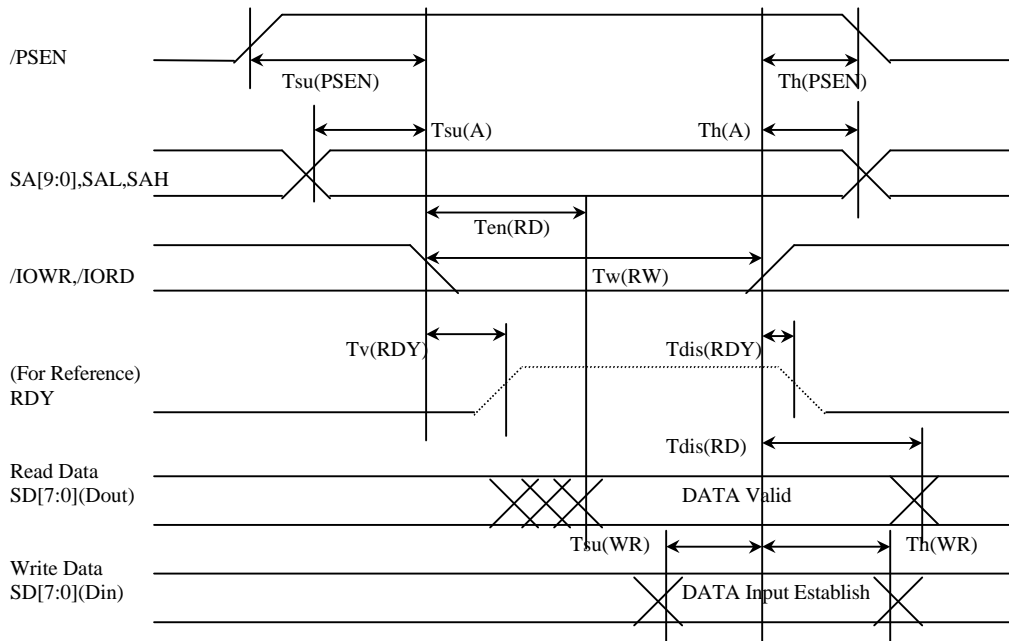 /PSEN
Tsu(PSEN)
Th(PSEN)
Tsu(A)
Th(A)
SA[9:0],SAL,SAH
Ten(RD)
/IOWR,/IORD
Tw(RW)
Tv(RDY)
Tdis(RDY)
(For Reference)
RDY
Tdis(RD)
Read Data
SD[7:0](Dout)
DATA Valid
Tsu(WR)
Th(WR)
Write Data
SD[7:0](Din)
DATA Input Establish